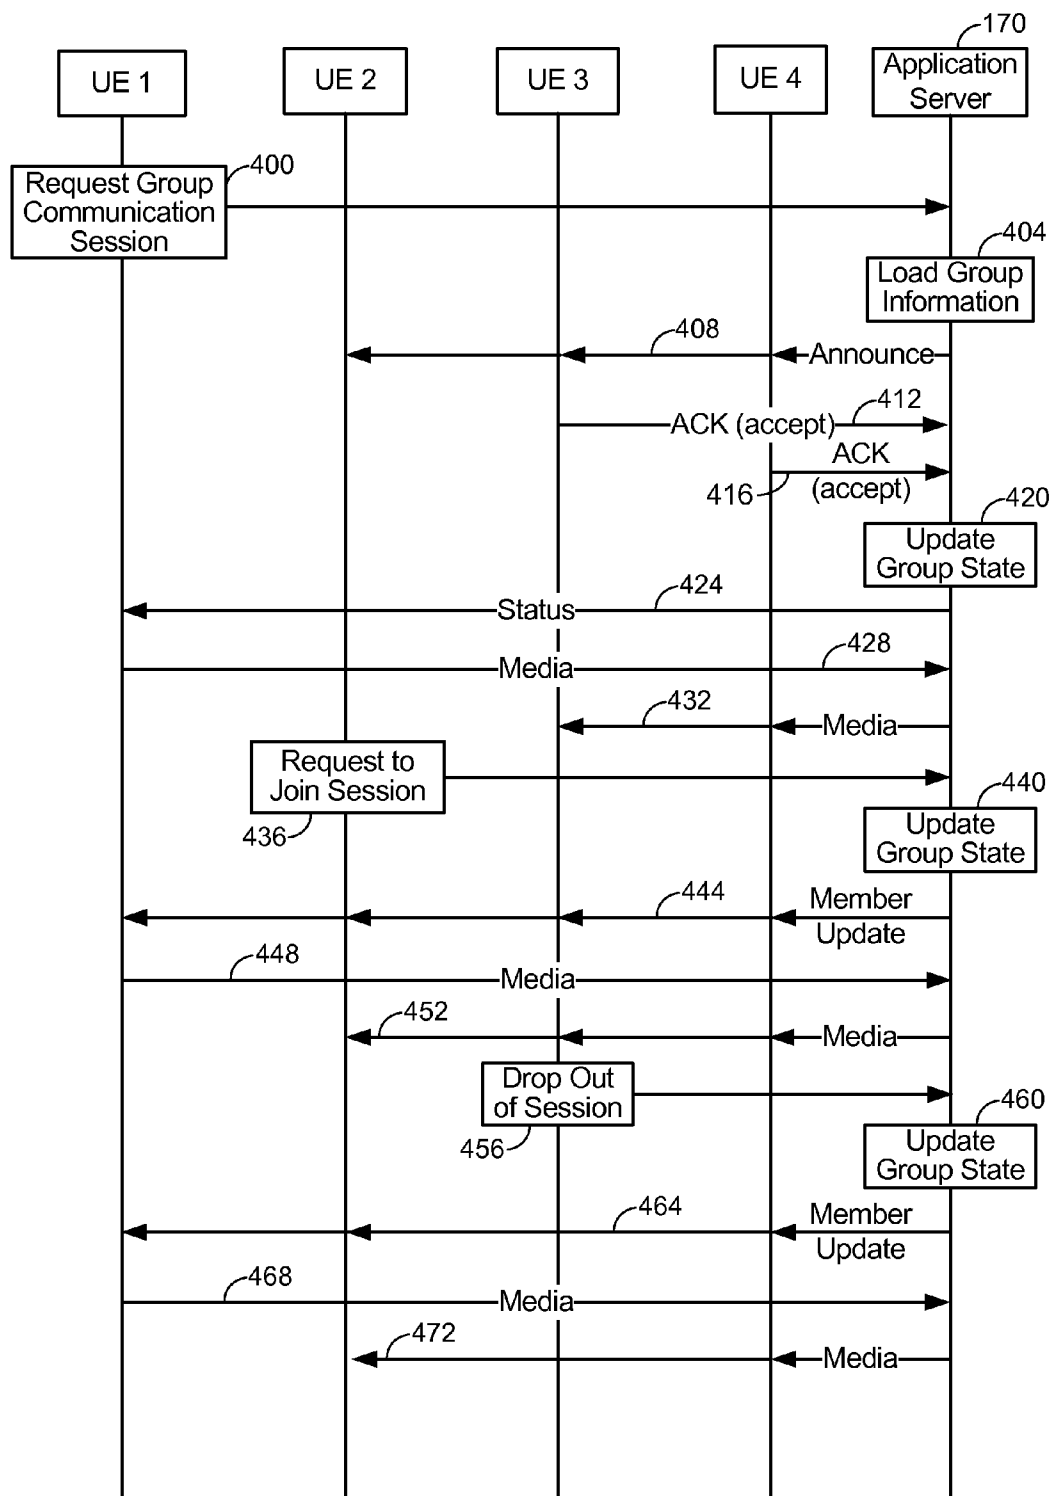 170
UE 1
UE 2
UE 3
UE 4
Application
Server
400
Request Group
Communication
Session
404
Load Group
Information
408
Announce
412
ACK (accept)
ACK
416
(accept)
420
Update
Group State
424
Status
428
Media
432
Media
Request to
Join Session
436
440
Update
Group State
444
Member
Update
448
Media
452
Media
Drop Out
of Session
456
460
Update
Group State
464
Member
Update
468
Media
472
Media